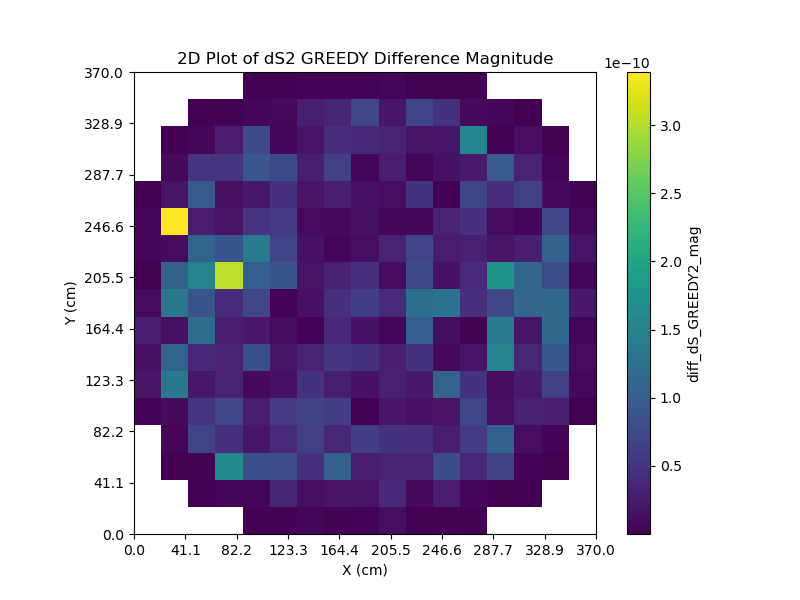 2D Plot of dS2 GREEDY Difference Magnitude
1e−10
370.0
328.9
287.7
246.6
205.5
164.4
123.3
82.2
41.1
0.0
Y (cm)
0.0 41.1 82.2 123.3 164.4 205.5 246.6 287.7 328.9 370.0
X (cm)
3.0
2.5
2.0
1.5
1.0
0.5
diff_dS_GREEDY2_mag